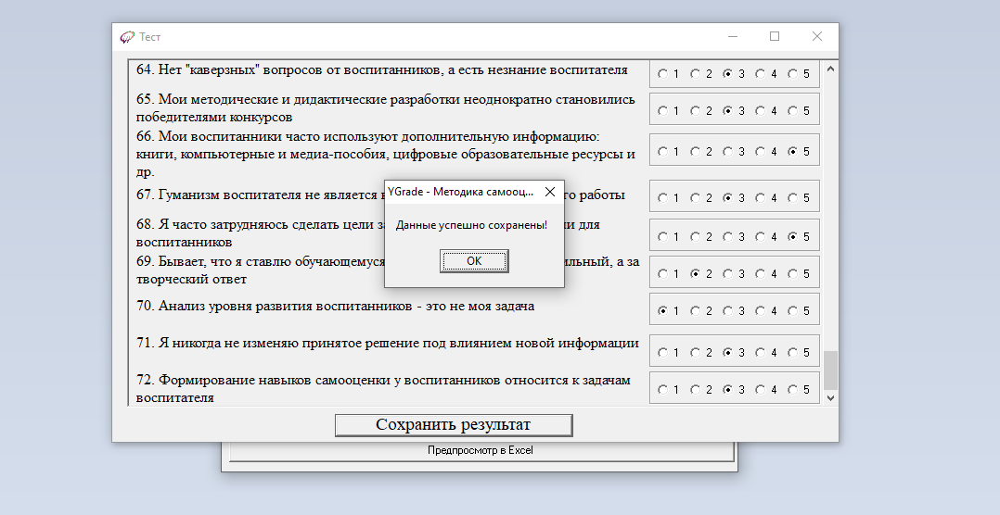 Тест
64. Нет "каверзных" вопросов от воспитанников, а есть незнание воспитателя
1 2 3 4 5
65. Мои методические и дидактические разработки неоднократно становились
победителями конкурсов
1 2 3 4 5
66. Мои воспитанники часто используют дополнительную информацию:
книги, компьютерные и медиа-пособия, цифровые образовательные ресурсы и
др.
1 2 3 4 5
67. Гуманизм воспитателя не является
работы
1 2 3 4 5
68. Я часто затрудняюсь сделать цели
для
воспитанников
1 2 3 4 5
69. Бывает, что я ставлю обучающемуся
а за
творческий ответ
1 2 3 4 5
70. Анализ уровня развития воспитанников - это не моя задача
1 2 3 4 5
71. Я никогда не изменяю принятое решение под влиянием новой информации
1 2 3 4 5
72. Формирование навыков самооценки у воспитанников относится к задачам
воспитателя
1 2 3 4 5
YGrade - Методика самооц...
Данные успешно сохранены!
OK
Сохранить результат
Предпросмотр в Excel